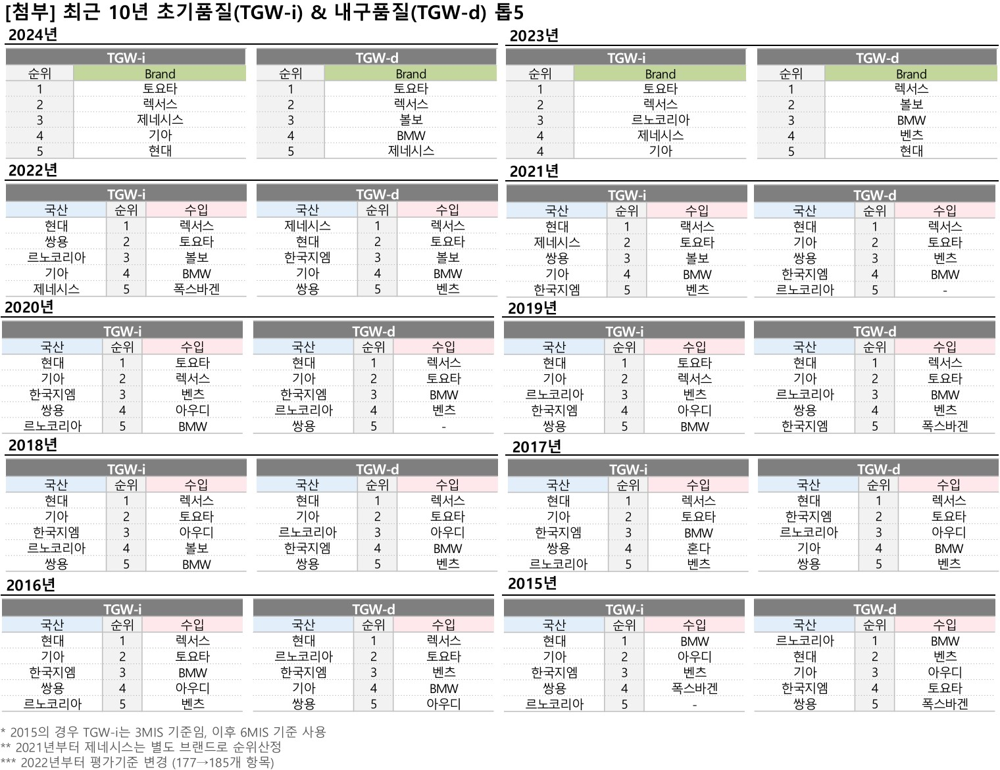 [첨부] 최근 10년 초기품질(TGW-i) & 내구품질(TGW-d) 톱5
2024년
TGW-i
순위 Brand
1 토요타
2 렉서스
3 제네시스
4 기아
5 현대
TGW-d
순위 Brand
1 토요타
2 렉서스
3 볼보
4 BMW
5 제네시스
2023년
TGW-i
순위 Brand
1 토요타
2 렉서스
3 르노코리아
4 제네시스
4 기아
TGW-d
순위 Brand
1 렉서스
2 볼보
3 BMW
4 벤츠
5 현대
2022년
TGW-i
국산 순위 수입
현대 1 렉서스
쌍용 2 토요타
르노코리아 3 볼보
기아 4 BMW
제네시스 5 폭스바겐
TGW-d
국산 순위 수입
제네시스 1 렉서스
현대 2 토요타
한국지엠 3 볼보
기아 4 BMW
쌍용 5 벤츠
2021년
TGW-i
국산 순위 수입
현대 1 랙서스
제네시스 2 토요타
쌍용 3 볼보
기아 4 BMW
한국지엠 5 벤츠
TGW-d
국산 순위 수입
현대 1 렉서스
기아 2 토요타
쌍용 3 벤츠
한국지엠 4 BMW
르노코리아 5 -
2020년
TGW-i
국산 순위 수입
현대 1 토요타
기아 2 렉서스
한국지엠 3 벤츠
쌍용 4 아우디
르노코리아 5 BMW
TGW-d
국산 순위 수입
현대 1 렉서스
기아 2 토요타
한국지엠 3 BMW
르노코리아 4 벤츠
쌍용 5 -
2019년
TGW-i
국산 순위 수입
현대 1 토요타
기아 2 렉서스
르노코리아 3 벤츠
한국지엠 4 아우디
쌍용 5 BMW
TGW-d
국산 순위 수입
현대 1 렉서스
기아 2 토요타
르노코리아 3 BMW
쌍용 4 벤츠
한국지엠 5 폭스바겐
2018년
TGW-i
국산 순위 수입
현대 1 렉서스
기아 2 토요타
한국지엠 3 아우디
르노코리아 4 볼보
쌍용 5 BMW
TGW-d
국산 순위 수입
현대 1 렉서스
기아 2 토요타
르노코리아 3 아우디
한국지엠 4 BMW
쌍용 5 벤츠
2017년
TGW-i
국산 순위 수입
현대 1 렉서스
기아 2 토요타
한국지엠 3 BMW
쌍용 4 혼다
르노코리아 5 벤츠
TGW-d
국산 순위 수입
현대 1 렉서스
한국지엠 2 토요타
르노코리아 3 아우디
기아 4 BMW
쌍용 5 벤츠
2016년
TGW-i
국산 순위 수입
현대 1 렉서스
기아 2 토요타
한국지엠 3 BMW
쌍용 4 아우디
르노코리아 5 벤츠
TGW-d
국산 순위 수입
현대 1 렉서스
르노코리아 2 토요타
한국지엠 3 벤츠
기아 4 BMW
쌍용 5 아우디
2015년
TGW-i
국산 순위 수입
현대 1 BMW
기아 2 아우디
한국지엠 3 벤츠
쌍용 4 폭스바겐
르노코리아 5 -
TGW-d
국산 순위 수입
르노코리아 1 BMW
현대 2 벤츠
기아 3 아우디
한국지엠 4 토요타
쌍용 5 폭스바겐
* 2015의 경우 TGW-i는 3MIS 기준임, 이후 6MIS 기준 사용
** 2021년부터 제네시스는 별도 브랜드로 순위산정
*** 2022년부터 평가기준 변경 (177→185개 항목)